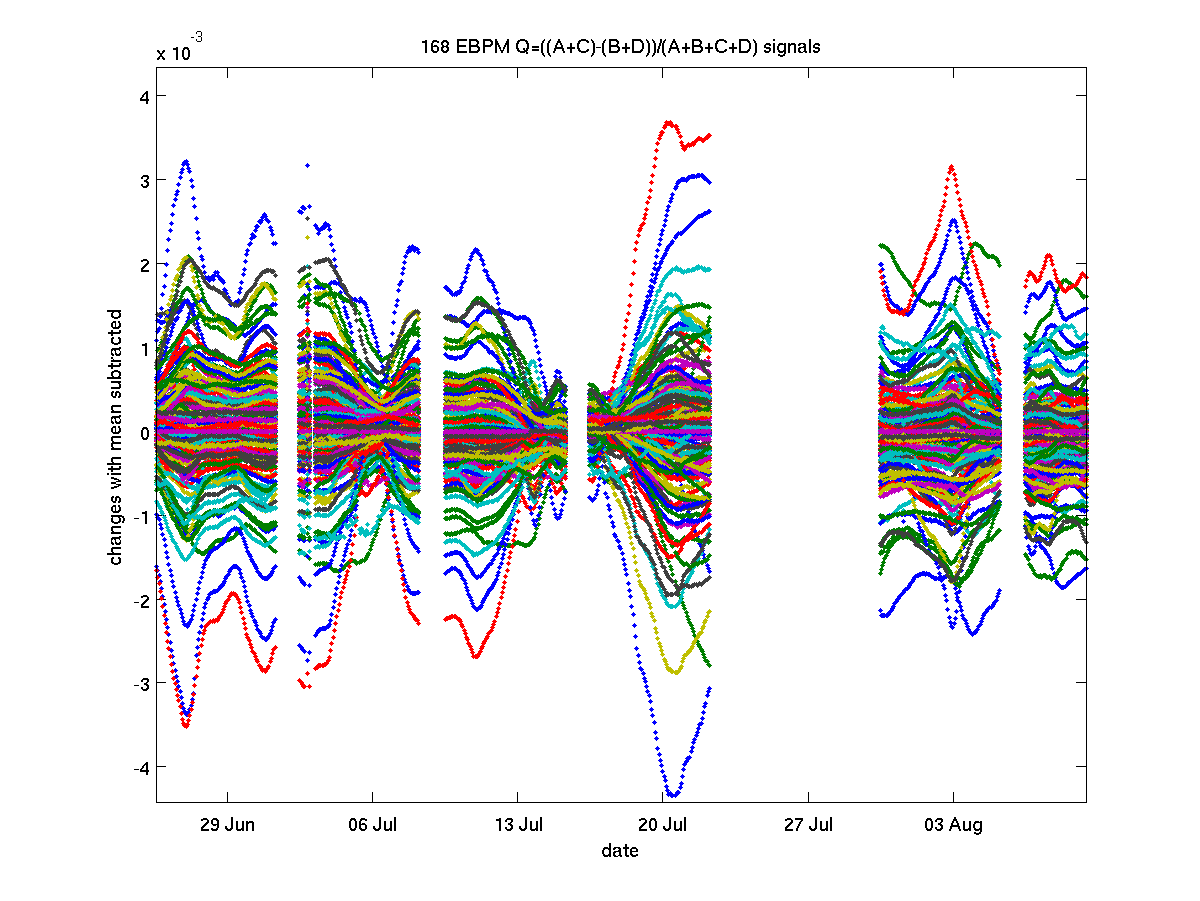 168 EBPM Q=((A+C)-(B+D))/(A+B+C+D) signals
x 10^-3
4
3
2
1
0
-1
-2
-3
-4
changes with mean subtracted
29 Jun
06 Jul
13 Jul
20 Jul
27 Jul
03 Aug
date